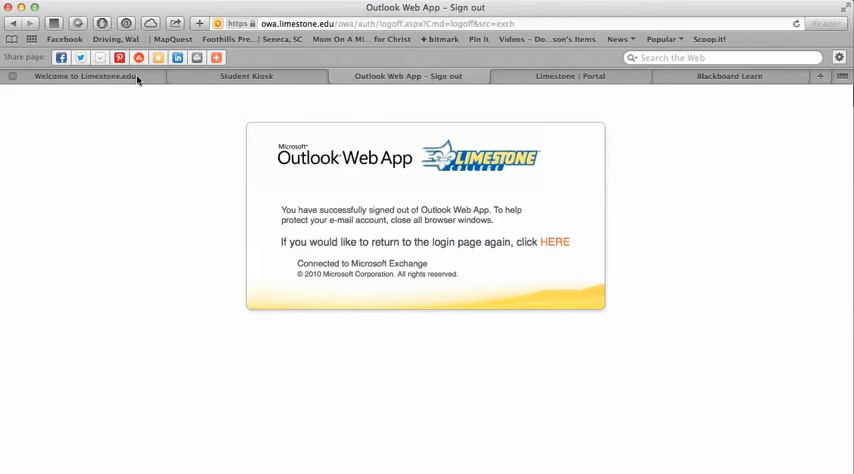 Outlook Web App – Sign out
https owa.limestone.edu/owa/auth/logoff.aspx?Cmd=logoff&src=exch
Reader
Facebook Driving, Wal... | MapQuest Foothills Pre... | Seneca, SC Mom On A Mi... for Christ + bitmark Pin It Videos – D...son's Items News Popular Scoop.it!
Share page:
Search the Web
Welcome to Limestone.edu Student Kiosk Outlook Web App – Sign out Limestone | Portal Blackboard Learn
Microsoft®
Outlook Web App LIMESTONE
COLLEGE
You have successfully signed out of Outlook Web App. To help
protect your e-mail account, close all browser windows.
If you would like to return to the login page again, click HERE
Connected to Microsoft Exchange
© 2010 Microsoft Corporation. All rights reserved.